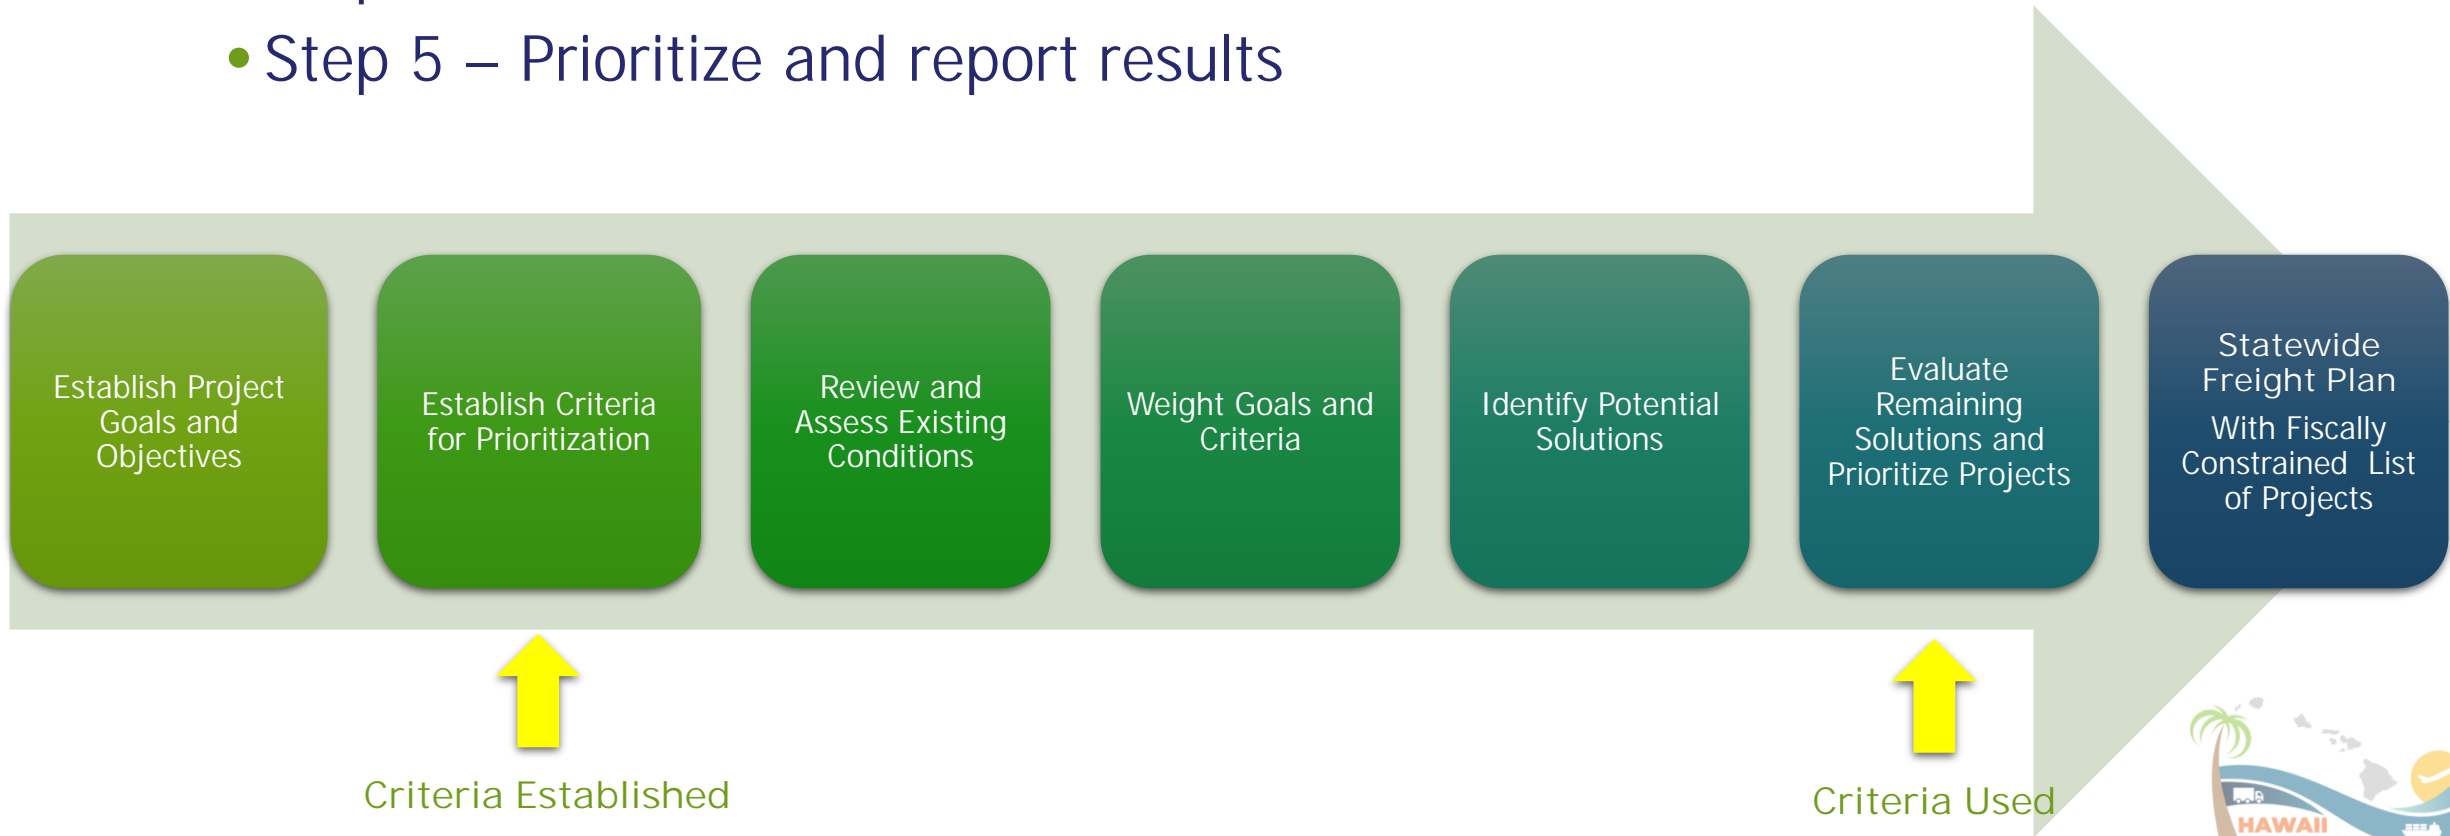 • Step 5 – Prioritize and report results
Establish Project
Goals and
Objectives
Establish Criteria
for Prioritization
Review and
Assess Existing
Conditions
Weight Goals and
Criteria
Identify Potential
Solutions
Evaluate
Remaining
Solutions and
Prioritize Projects
Statewide
Freight Plan
With Fiscally
Constrained List
of Projects
Criteria Established
Criteria Used
HAWAII